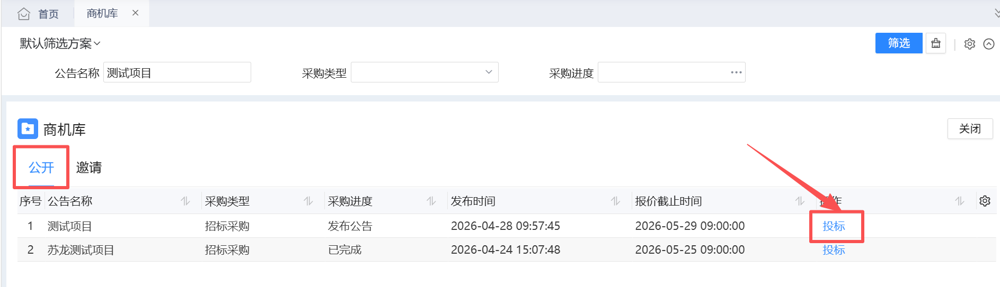 首页 商机库 ×
默认筛选方案 筛选
公告名称 测试项目 采购类型 采购进度 ...
商机库 关闭
公开 邀请
序号 公告名称 采购类型 采购进度 发布时间 报价截止时间 操作
1 测试项目 招标采购 发布公告 2026-04-28 09:57:45 2026-05-29 09:00:00 投标
2 苏龙测试项目 招标采购 已完成 2026-04-24 15:07:48 2026-05-25 09:00:00 投标